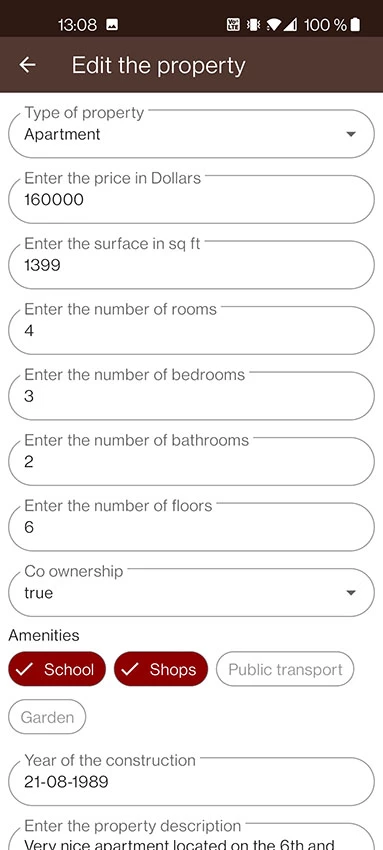 13:08 100 %
Edit the property
Type of property
Apartment
Enter the price in Dollars
160000
Enter the surface in sq ft
1399
Enter the number of rooms
4
Enter the number of bedrooms
3
Enter the number of bathrooms
2
Enter the number of floors
6
Co ownership
true
Amenities
School Shops Public transport
Garden
Year of the construction
21-08-1989
Enter the property description
Very nice apartment located on the 6th and